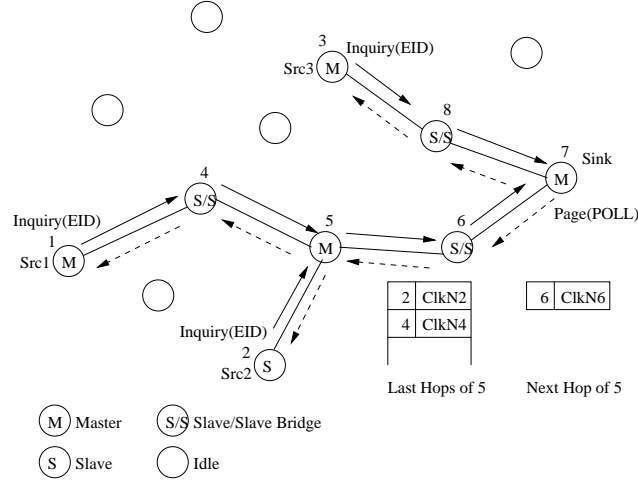 3
Inquiry(EID)
Src3
M
8
S/S
7
Sink
M
4
S/S
Inquiry(EID)
5
6
Page(POLL)
1
Src1
M
M
S/S
2
ClkN2
6
ClkN6
Inquiry(EID)
4
ClkN4
2
Src2
S
Last Hops of 5
Next Hop of 5
M
Master
S/S
Slave/Slave Bridge
S
Slave
Idle